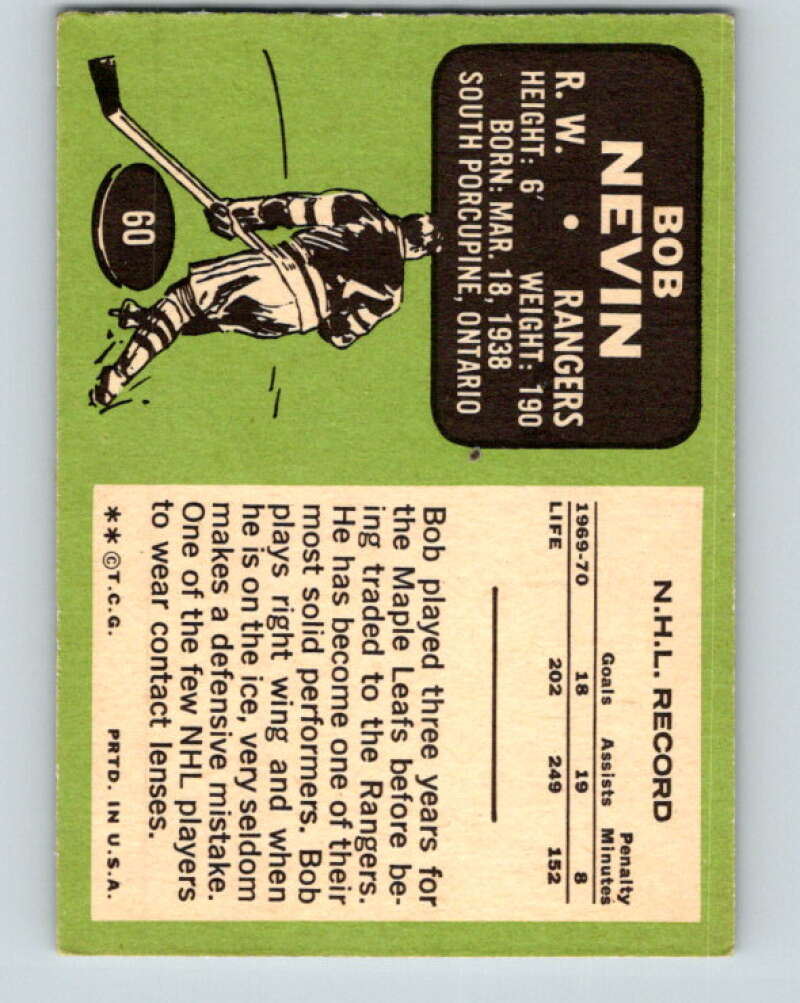 BOB
NEVIN
R. W. • RANGERS
HEIGHT: 6′ WEIGHT: 190
BORN: MAR. 18, 1938
SOUTH PORCUPINE, ONTARIO
60
N.H.L. RECORD
Penalty
Goals Assists Minutes
1969-70 18 19 8
LIFE 202 249 152
Bob played three years for
the Maple Leafs before be-
ing traded to the Rangers.
He has become one of their
most solid performers. Bob
plays right wing and when
he is on the ice, very seldom
makes a defensive mistake.
One of the few NHL players
to wear contact lenses.
**©T.C.G. PRTD. IN U.S.A.